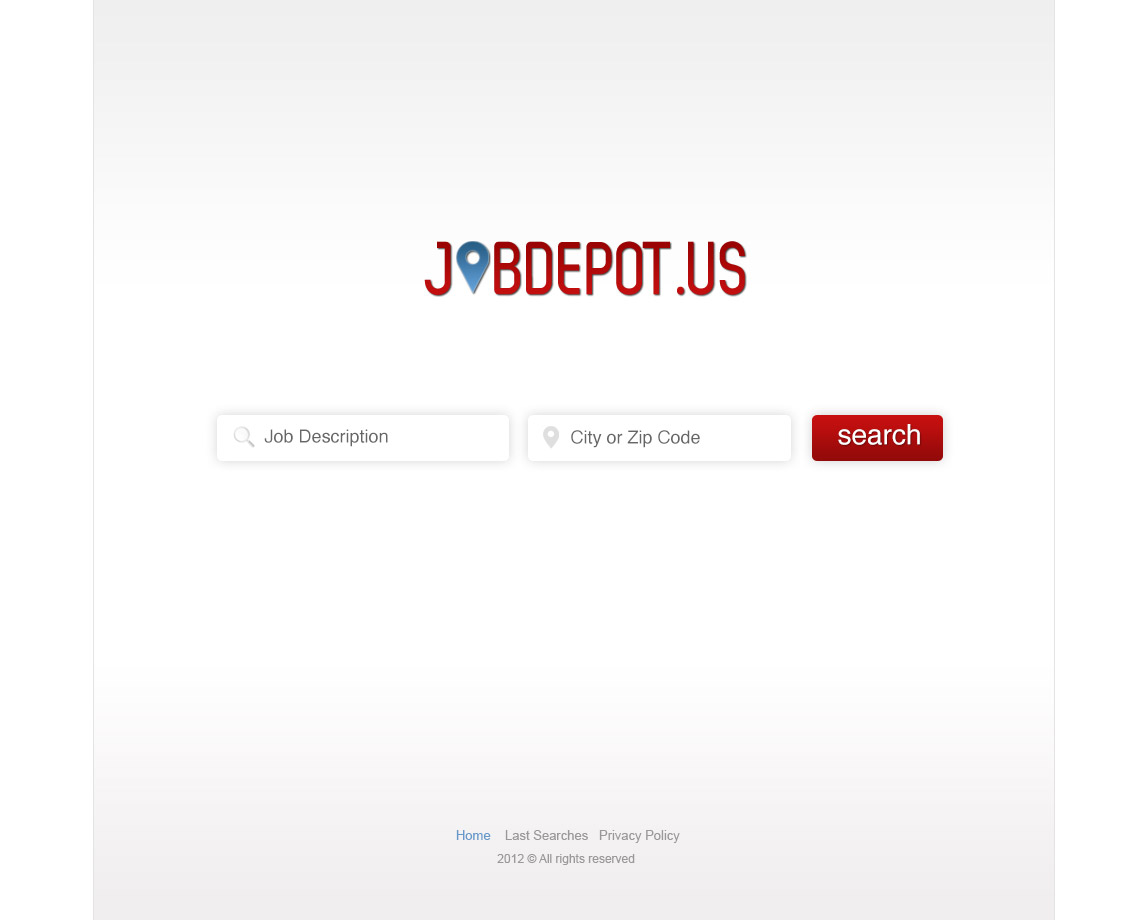 JOBDEPOT.US
Job Description
City or Zip Code
search
Home Last Searches Privacy Policy
2012 © All rights reserved